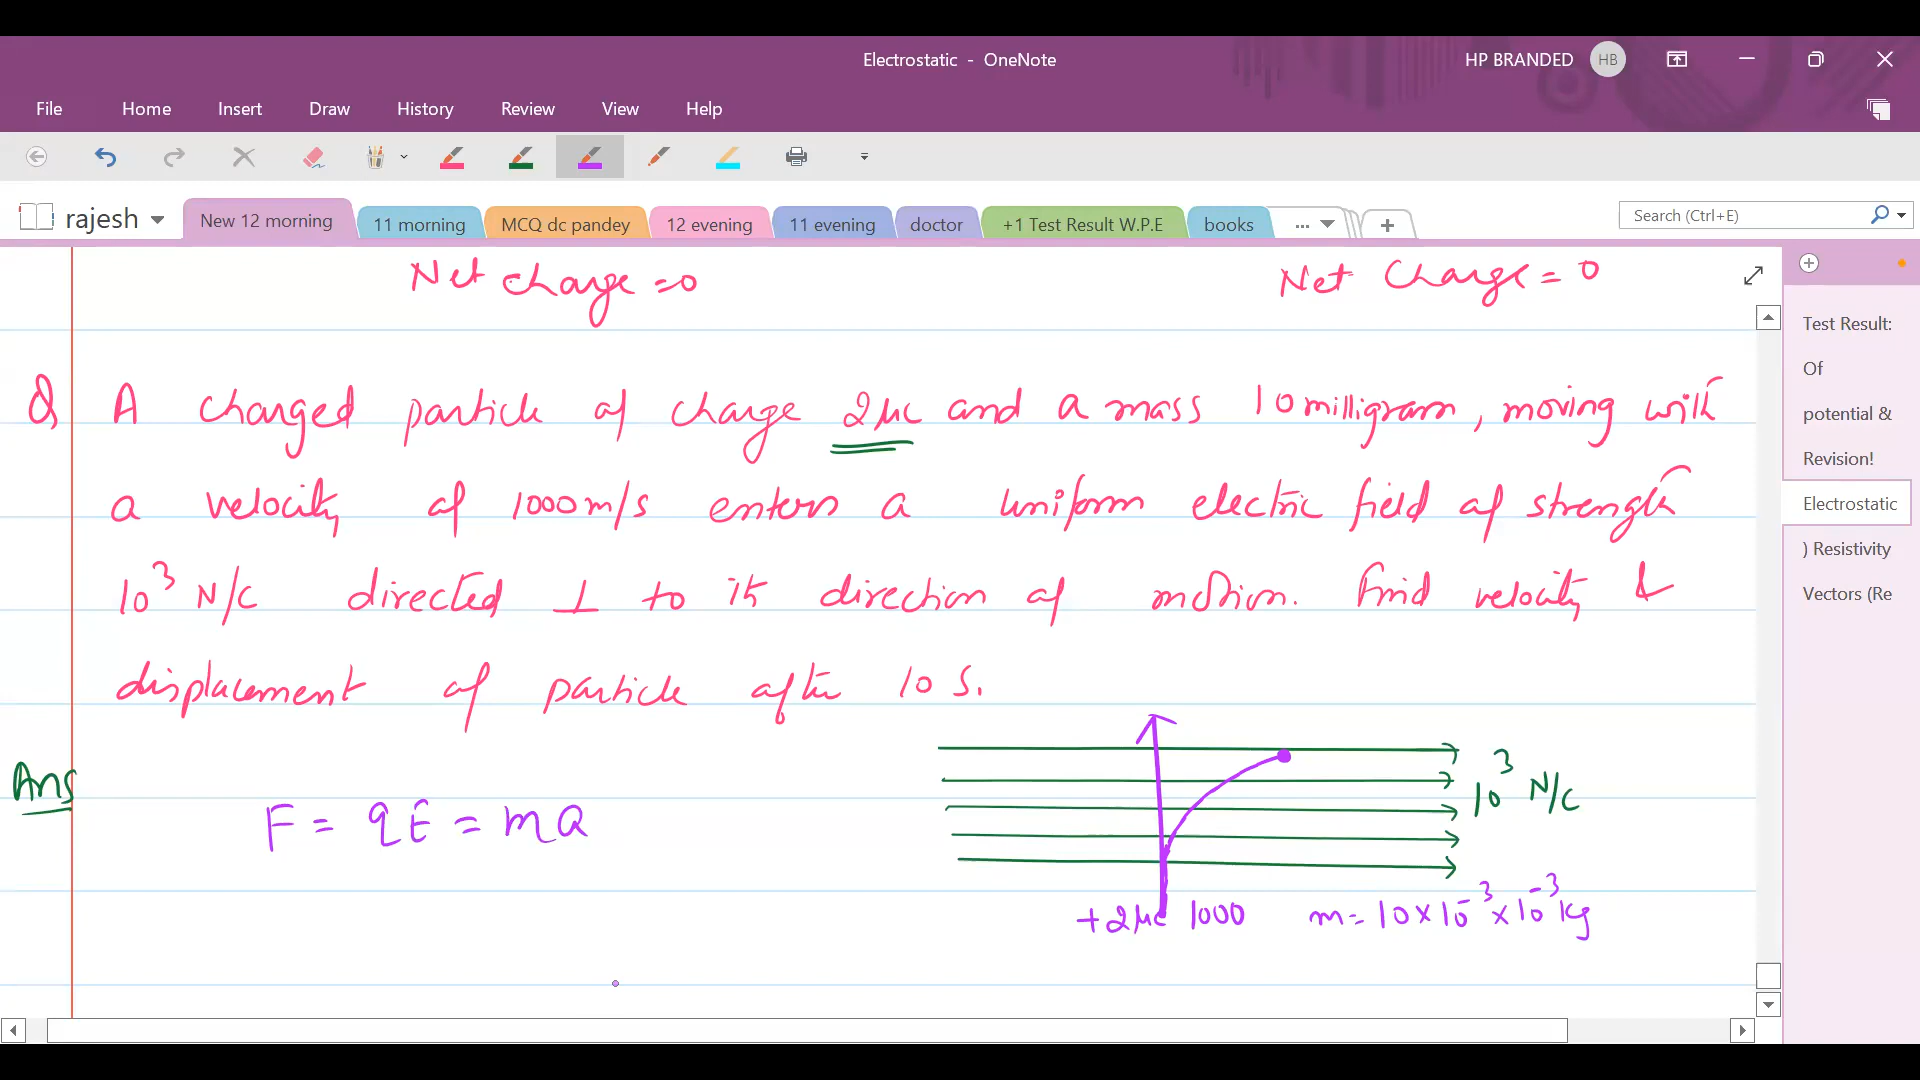 Electrostatic - OneNote
HP BRANDED
HB
File Home Insert Draw History Review View Help
rajesh
New 12 morning
11 morning
MCQ dc pandey
12 evening
11 evening
doctor
+1 Test Result W.P.E
books
...
Search (Ctrl+E)
Net charge = 0
Net Charge = 0
Q A charged particle of charge 2μc and a mass 10 milligram, moving with
a velocity of 1000 m/s enters a uniform electric field of strength
10³ N/C directed ⊥ to its direction of motion. Find velocity &
displacement of particle after 10 S.
Ans
F = qE = ma
10³ N/C
+2μc 1000
m = 10 × 10⁻³ × 10⁻³ kg
Test Result:
Of
potential &
Revision!
Electrostatic
) Resistivity
Vectors (Re